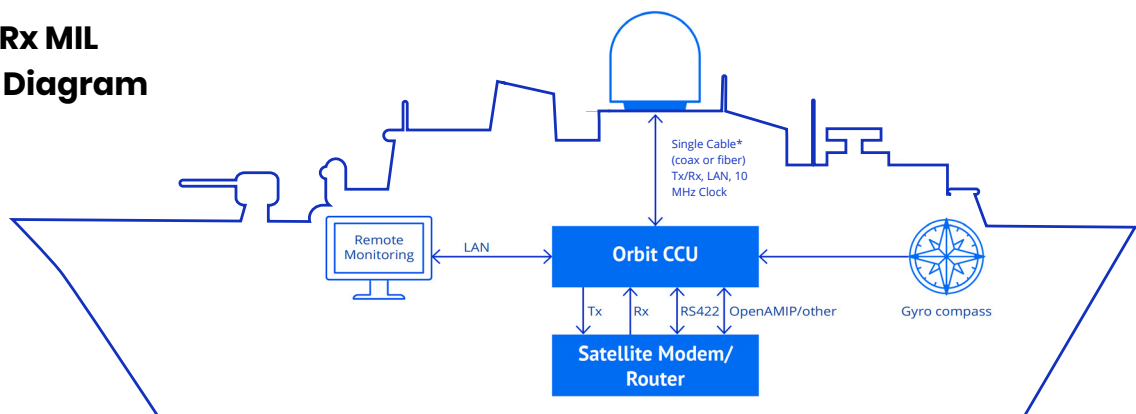 Rx MIL
Diagram
Single Cable*
(coax or fiber)
Tx/Rx, LAN, 10
MHz Clock
Remote
Monitoring
LAN
Orbit CCU
Tx
Rx
RS422
OpenAMIP/other
Gyro compass
Satellite Modem/
Router